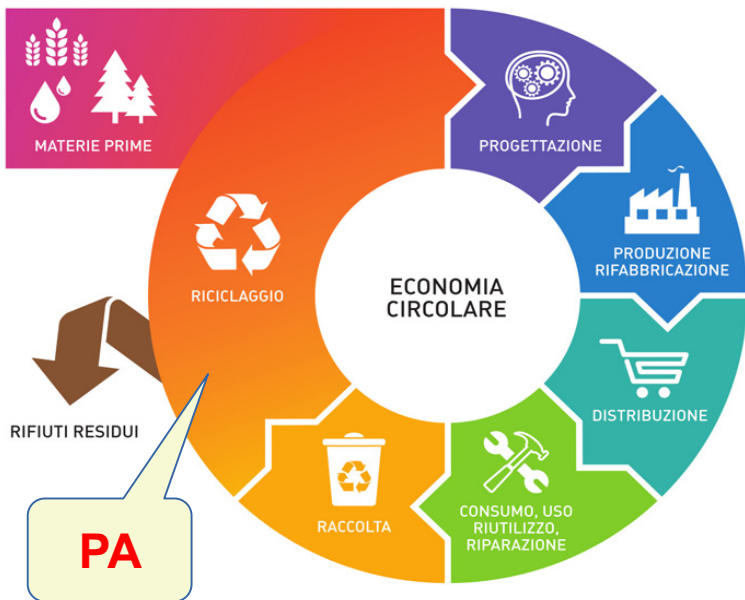 MATERIE PRIME
PROGETTAZIONE
PRODUZIONE
RIFABBRICAZIONE
DISTRIBUZIONE
CONSUMO, USO
RIUTILIZZO,
RIPARAZIONE
RACCOLTA
RICICLAGGIO
RIFIUTI RESIDUI
ECONOMIA
CIRCOLARE
PA